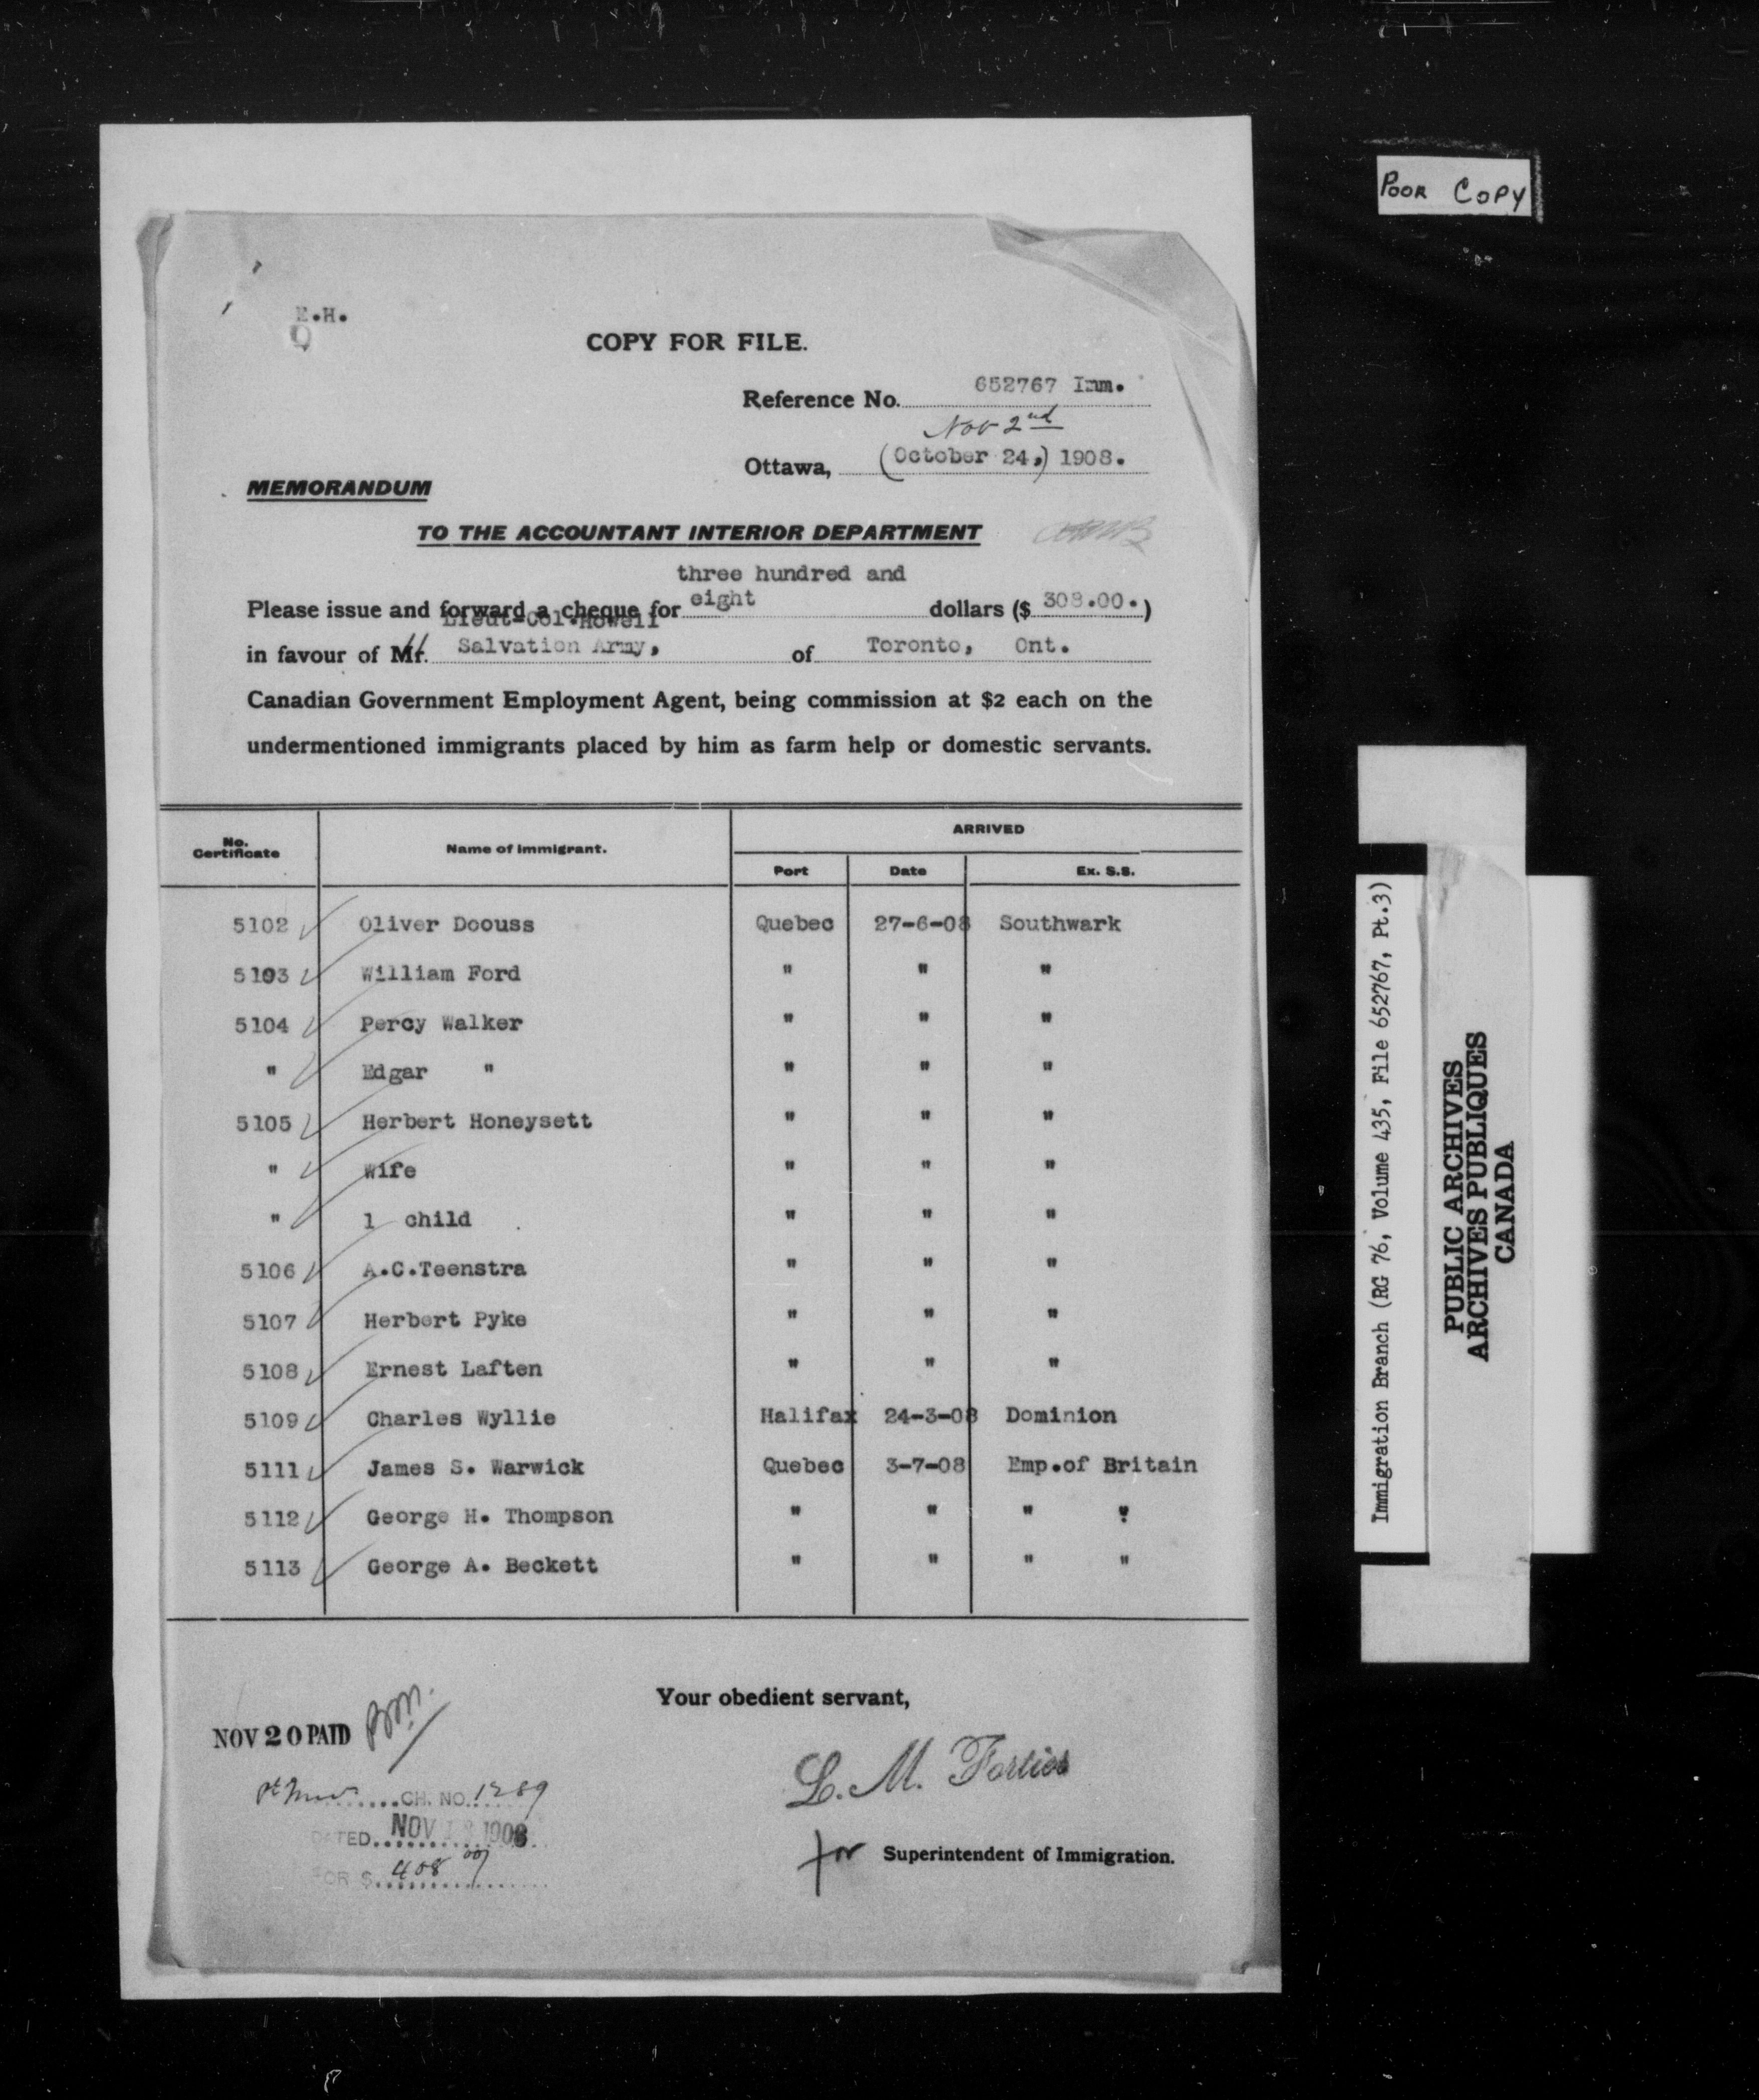 POOR COPY
E.H.
COPY FOR FILE.
Reference No. 652767 Imm.
Nov 2nd
Ottawa, (October 24,) 1908.
MEMORANDUM
TO THE ACCOUNTANT INTERIOR DEPARTMENT
three hundred and
Please issue and forward a cheque for eight dollars ($ 308.00.)
Lieut-Col.Howell
in favour of Mr. Salvation Army, of Toronto, Ont.
Canadian Government Employment Agent, being commission at $2 each on the
undermentioned immigrants placed by him as farm help or domestic servants.
ARRIVED
No. Certificate Name of Immigrant. Port Date Ex. S.S.
5102 Oliver Doouss Quebec 27-6-08 Southwark
5103 William Ford " " "
5104 Percy Walker " " "
" Edgar " " " "
5105 Herbert Honeysett " " "
" Wife " " "
" 1 child " " "
5106 A.C.Teenstra " " "
5107 Herbert Pyke " " "
5108 Ernest Laften " " "
5109 Charles Wyllie Halifax 24-3-08 Dominion
5111 James S. Warwick Quebec 3-7-08 Emp.of Britain
5112 George H. Thompson " " " "
5113 George A. Beckett " " " "
Your obedient servant,
NOV 20 PAID
L. M. Fortier
CH. NO. 1289
DATED NOV 1908
for Superintendent of Immigration.
FOR $ 408 00
Immigration Branch (RG 76, Volume 435, File 652767, Pt.3)
PUBLIC ARCHIVES
ARCHIVES PUBLIQUES
CANADA